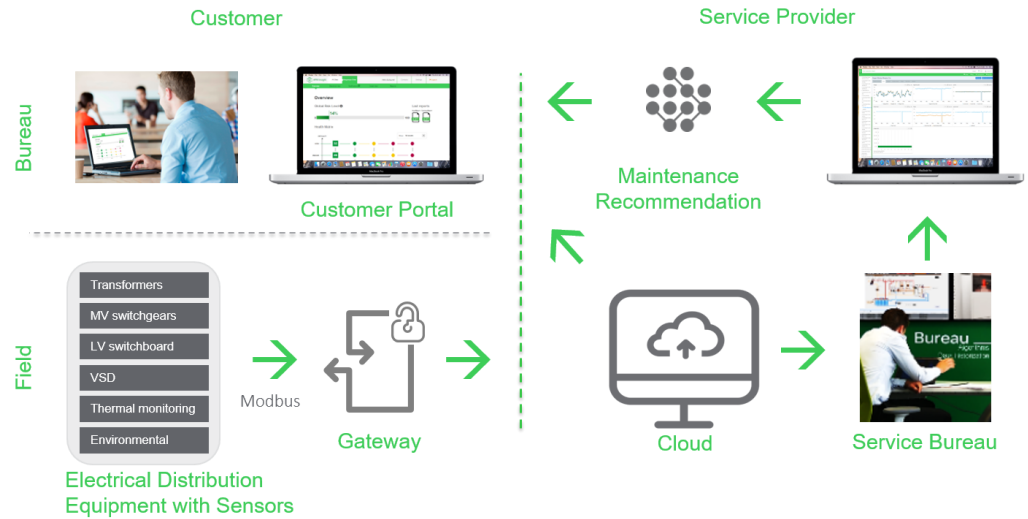 Customer
Service Provider
Bureau
Customer Portal
Maintenance
Recommendation
Overview
Field
Transformers
MV switchgears
LV switchboard
VSD
Thermal monitoring
Environmental
Modbus
Gateway
Cloud
Bureau
Service Bureau
Electrical Distribution
Equipment with Sensors